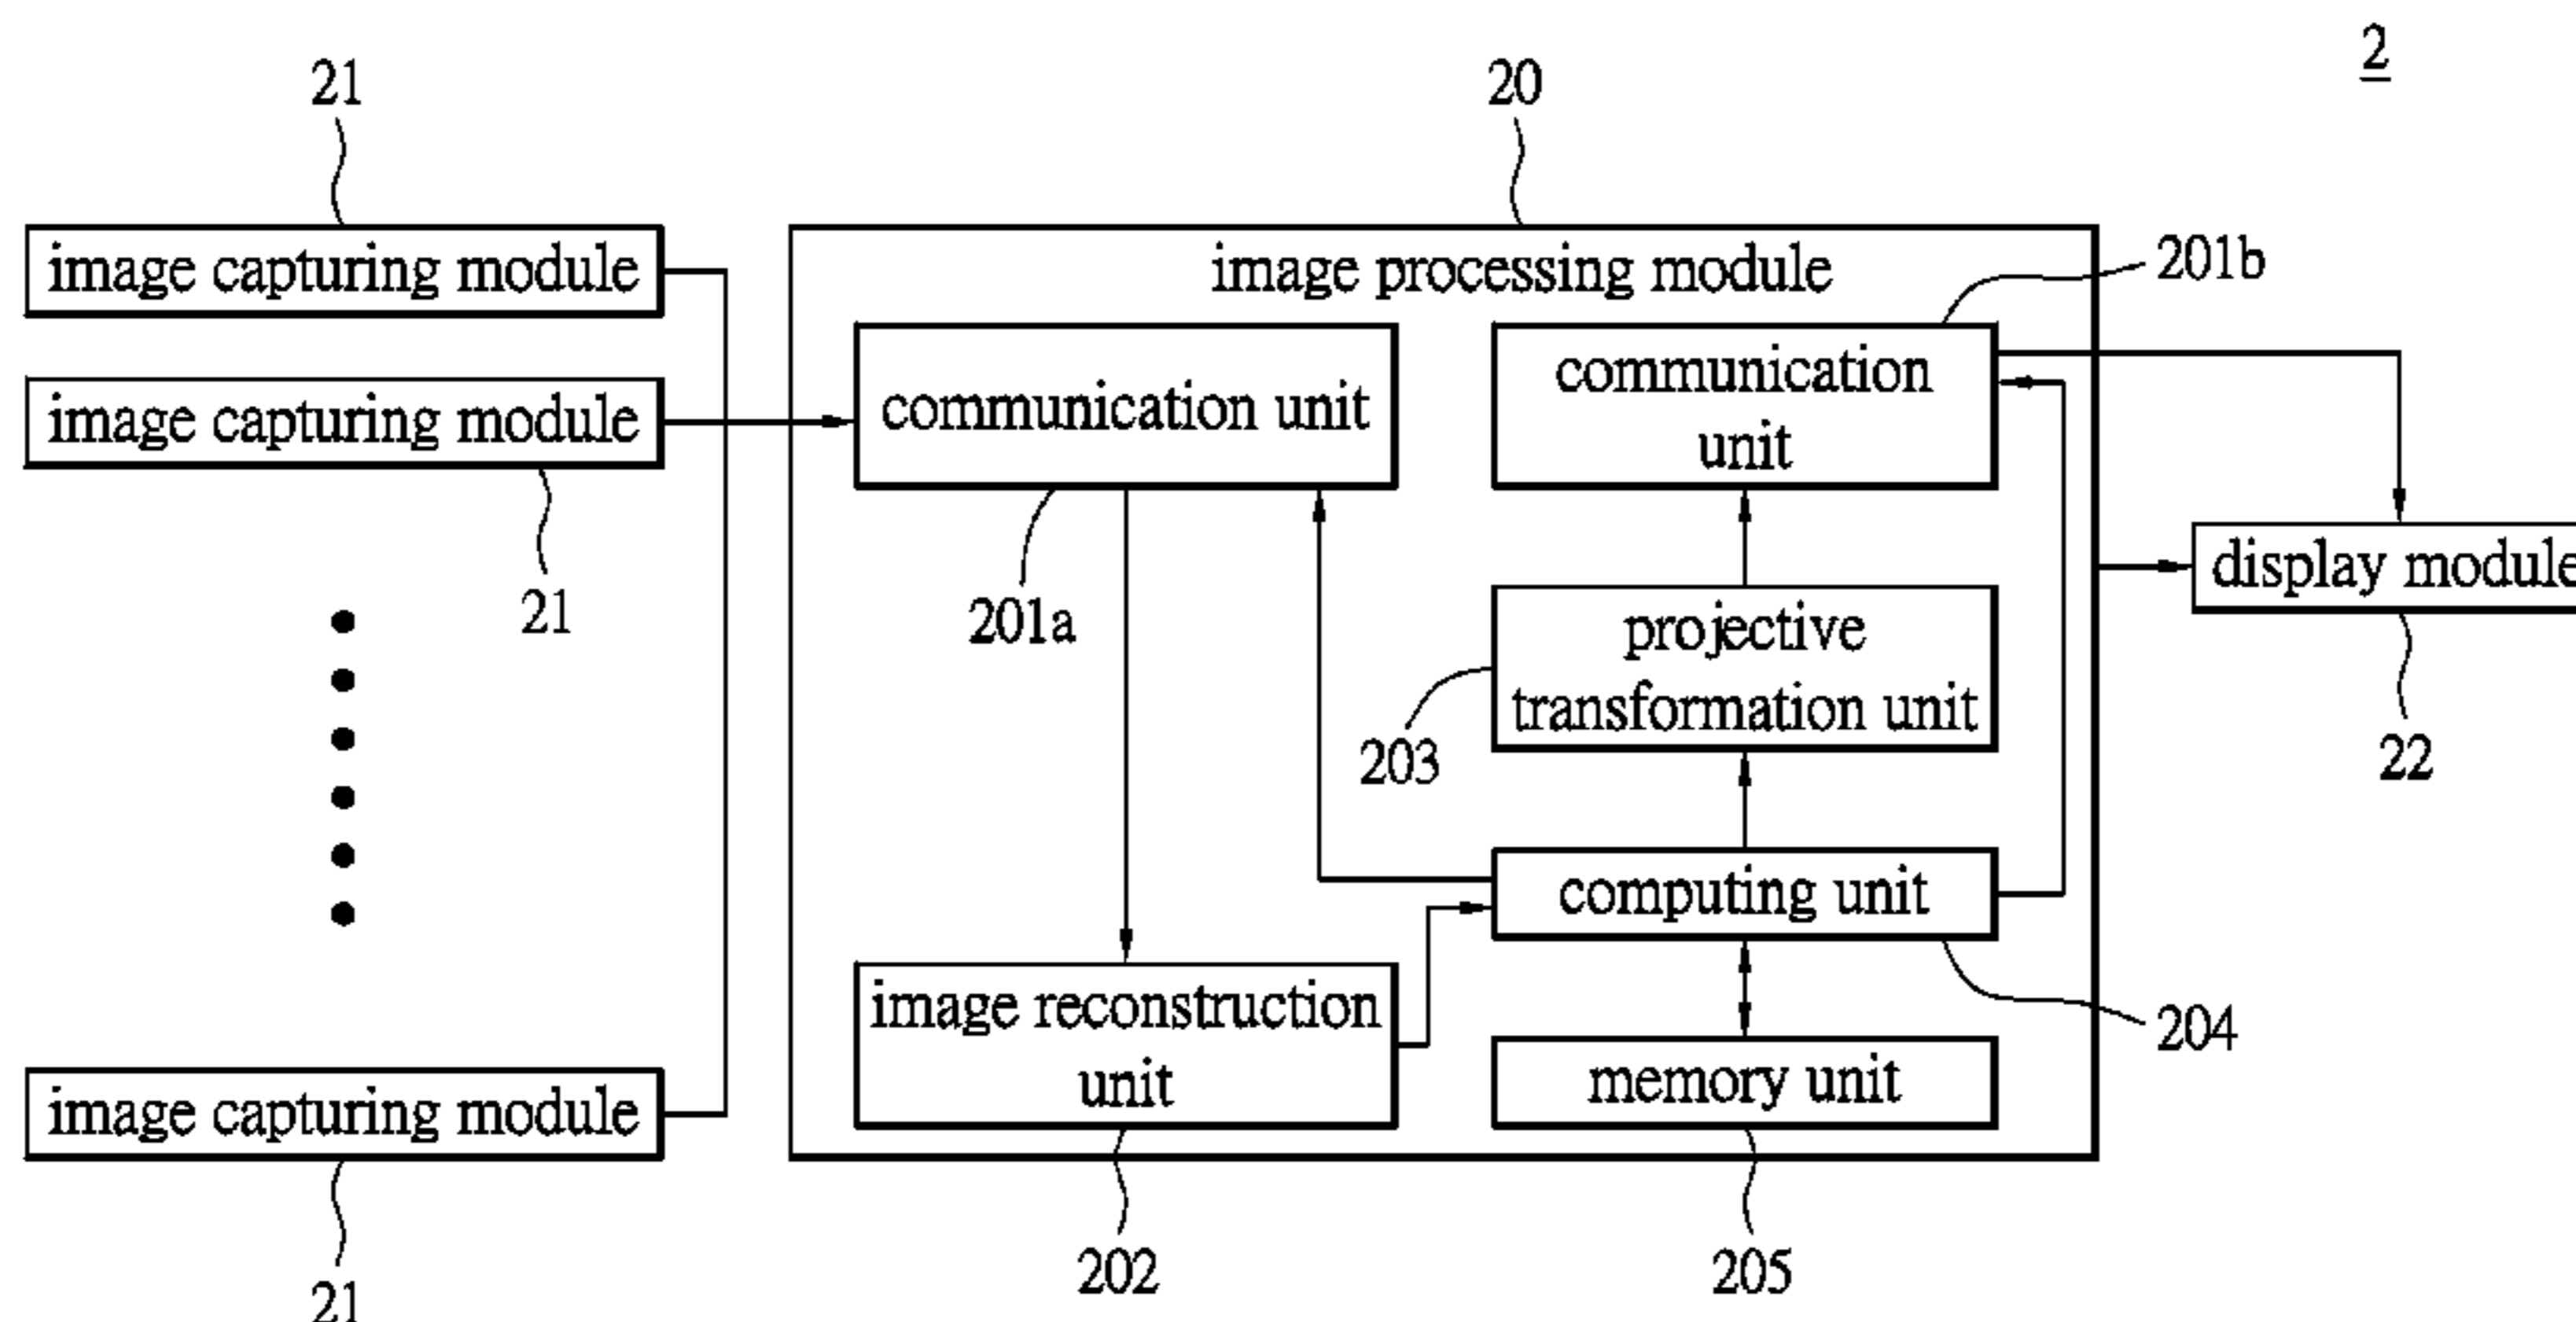 2
21
20
image capturing module
image processing module
201b
image capturing module
communication unit
communication
unit
21
201a
display module
projective
transformation unit
203
22
computing unit
image reconstruction
unit
204
memory unit
image capturing module
202
205
21